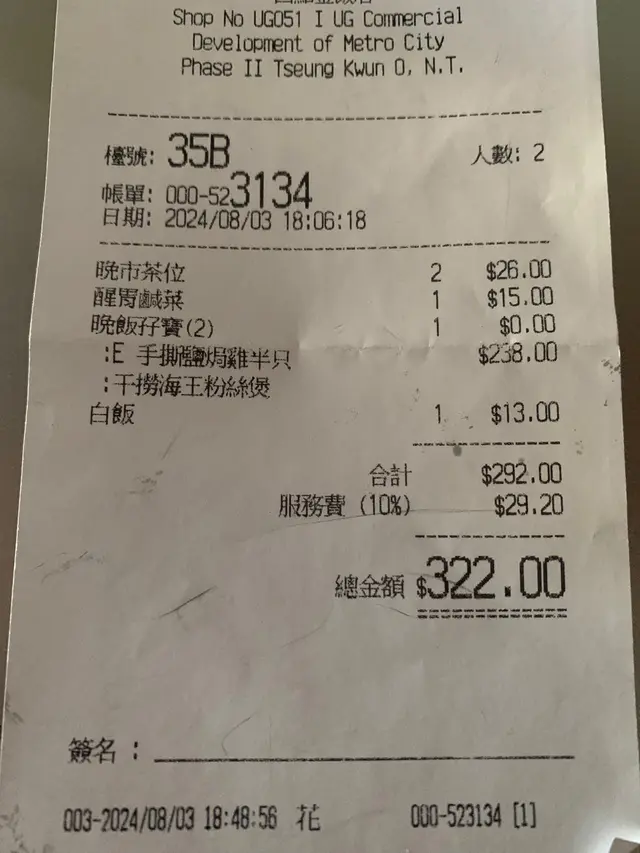 Shop No UG051 I UG Commercial
Development of Metro City
Phase II Tseung Kwun O, N.T.
檯號: 35B 人數: 2
帳單: 000-523134
日期: 2024/08/03 18:06:18
晚市茶位 2 $26.00
醒胃鹹菜 1 $15.00
晚飯孖寶(2) 1 $0.00
:E 手撕鹽焗雞半只 $238.00
:干撈海王粉絲煲
白飯 1 $13.00
合計 $292.00
服務費 (10%) $29.20
總金額 $322.00
簽名 :
003-2024/08/03 18:48:56 花 000-523134 [1]